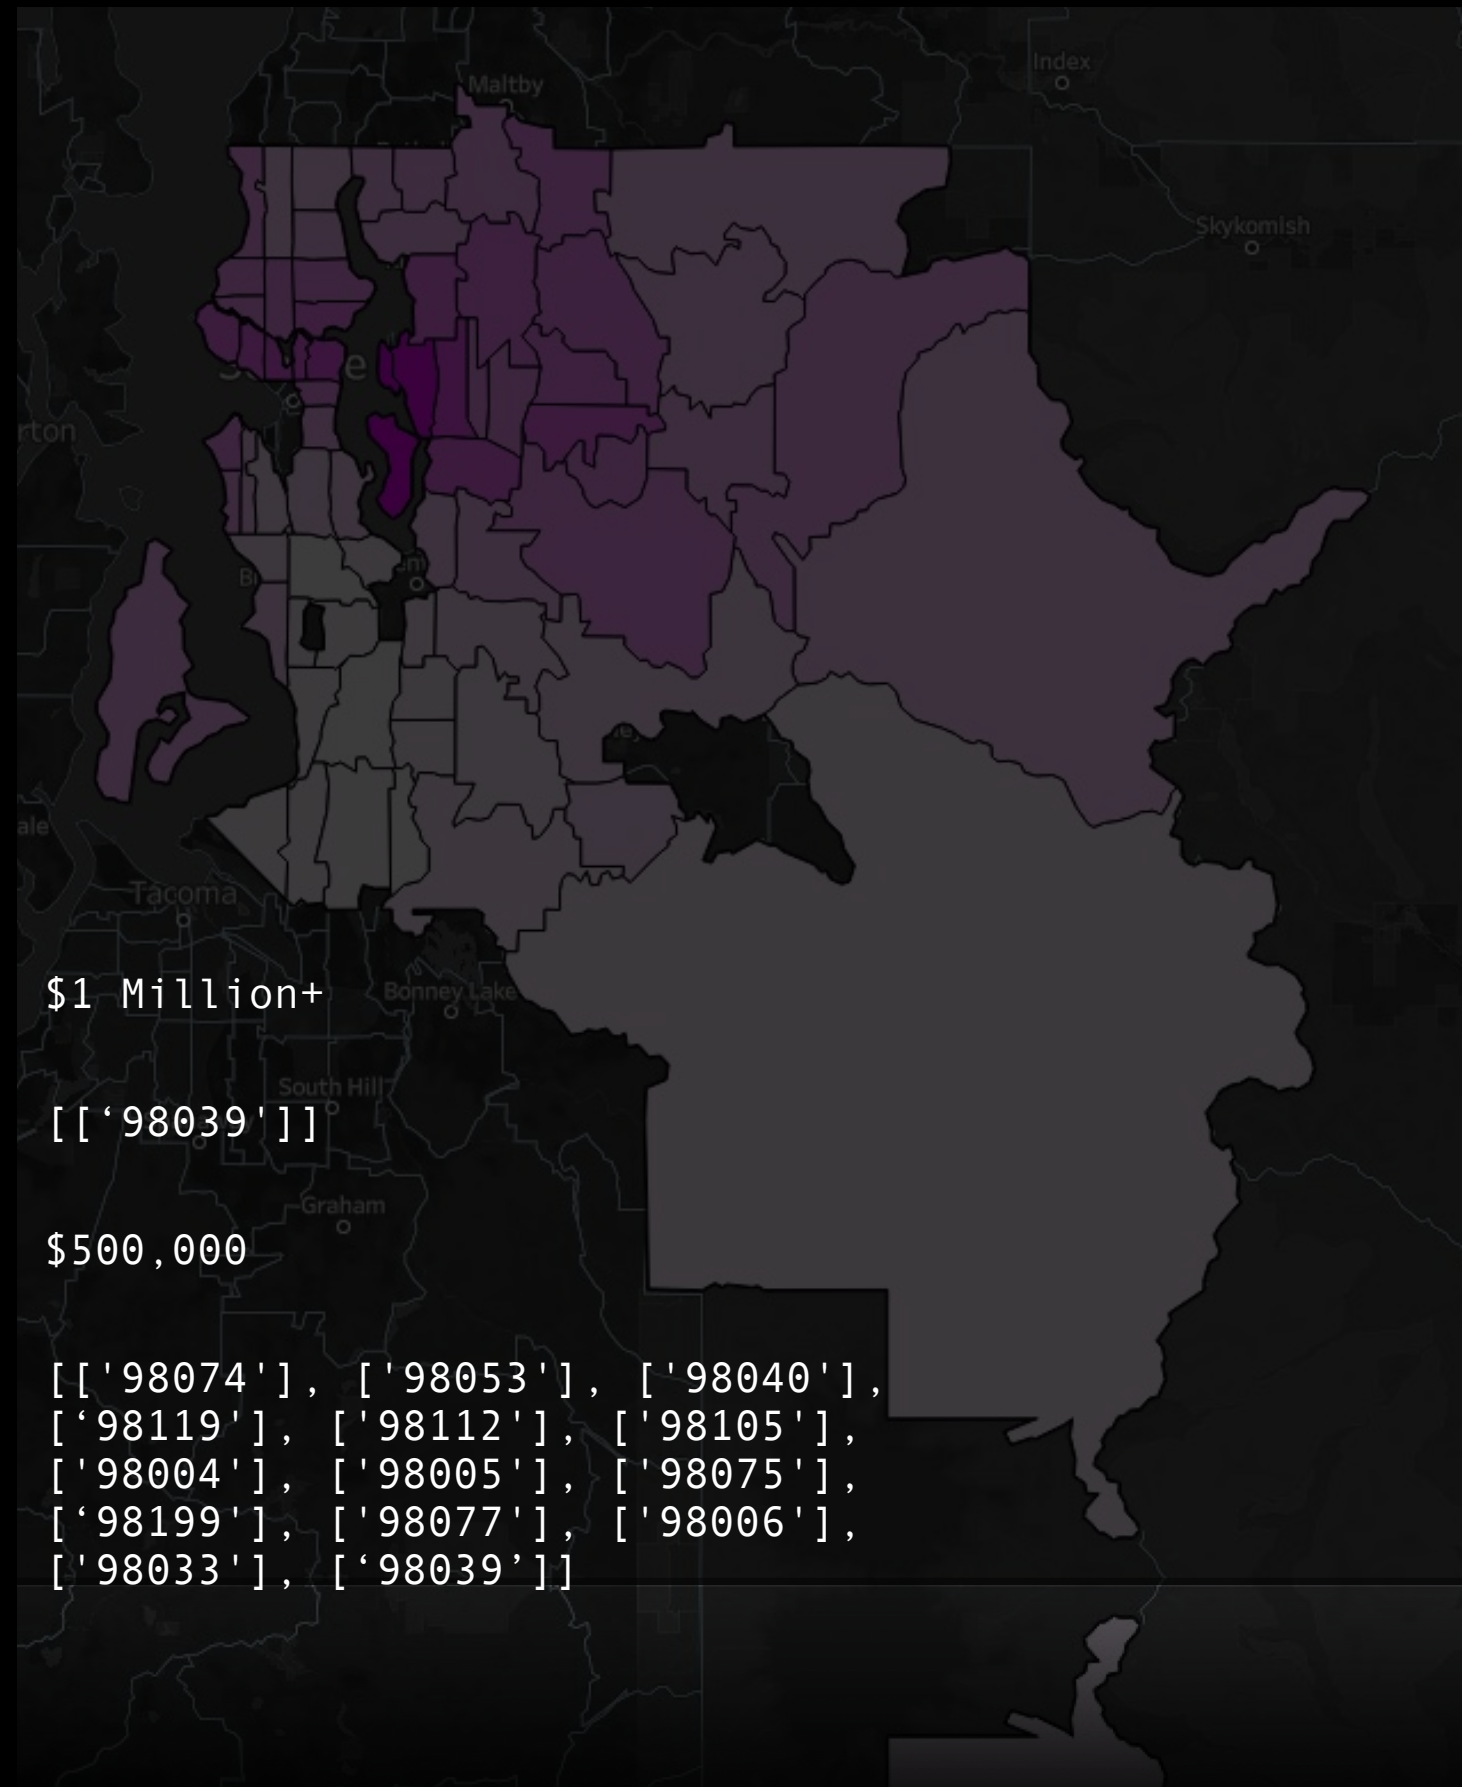 Index
Maltby
Skykomish
rton
Tacoma
ale
$1 Million+
Bonney Lake
South Hill
[[‘98039']]
Graham
$500,000
[['98074'], ['98053'], ['98040'],
[‘98119'], ['98112'], ['98105'],
['98004'], ['98005'], ['98075'],
[‘98199'], ['98077'], ['98006'],
['98033'], [‘98039’]]